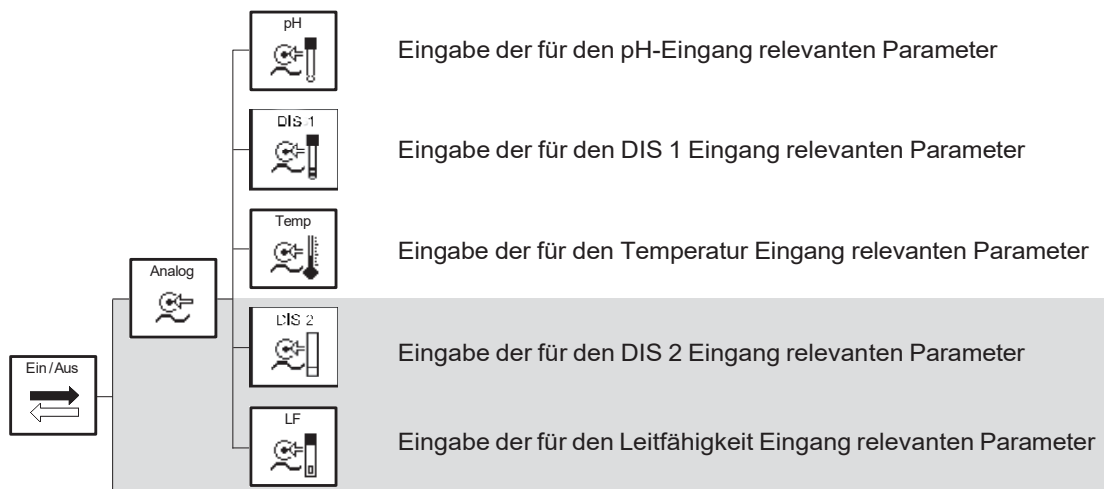 pH
Eingabe der für den pH-Eingang relevanten Parameter
DIS 1
Eingabe der für den DIS 1 Eingang relevanten Parameter
Temp
Eingabe der für den Temperatur Eingang relevanten Parameter
Analog
DIS 2
Eingabe der für den DIS 2 Eingang relevanten Parameter
Ein/Aus
LF
Eingabe der für den Leitfähigkeit Eingang relevanten Parameter